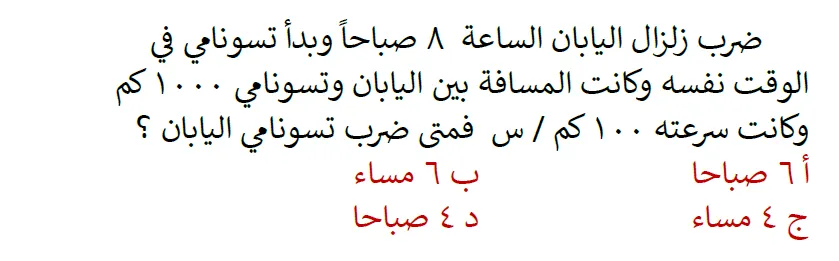 ضرب زلزال اليابان الساعة ٨ صباحاً وبدأ تسونامي في
الوقت نفسه وكانت المسافة بين اليابان وتسونامي ١٠٠٠ كم
وكانت سرعته ١٠٠ كم / س فمتى ضرب تسونامي اليابان ؟
أ ٦ صباحا ب ٦ مساء
ج ٤ مساء د ٤ صباحا